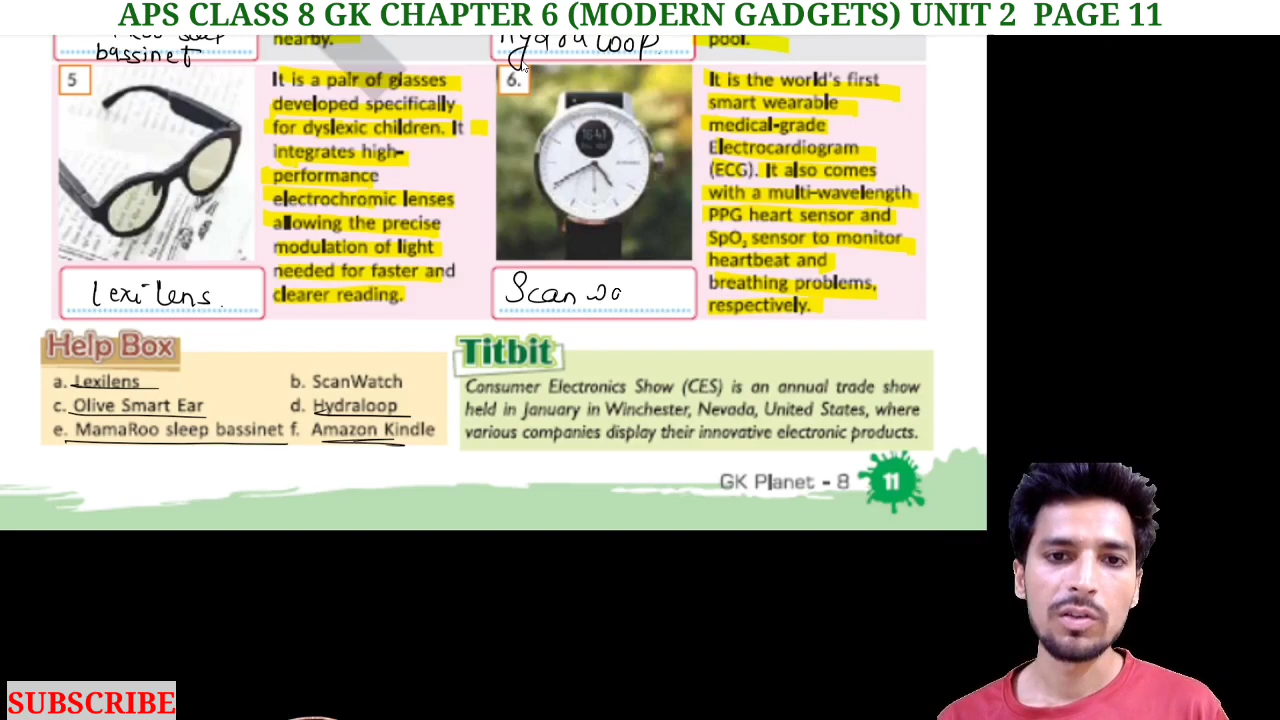 APS CLASS 8 GK CHAPTER 6 (MODERN GADGETS) UNIT 2 PAGE 11
sleep
bassinet
nearby.
Hydraloop
pool.
5
It is a pair of glasses
developed specifically
for dyslexic children. It
integrates high-
performance
electrochromic lenses
allowing the precise
modulation of light
needed for faster and
clearer reading.
Lexilens.
6.
16:41
It is the world's first
smart wearable
medical-grade
Electrocardiogram
(ECG). It also comes
with a multi-wavelength
PPG heart sensor and
SpO₂ sensor to monitor
heartbeat and
breathing problems,
respectively.
Scan wa
Help Box
a. Lexilens
b. ScanWatch
c. Olive Smart Ear
d. Hydraloop
e. MamaRoo sleep bassinet
f. Amazon Kindle
Titbit
Consumer Electronics Show (CES) is an annual trade show
held in January in Winchester, Nevada, United States, where
various companies display their innovative electronic products.
GK Planet - 8
11
SUBSCRIBE